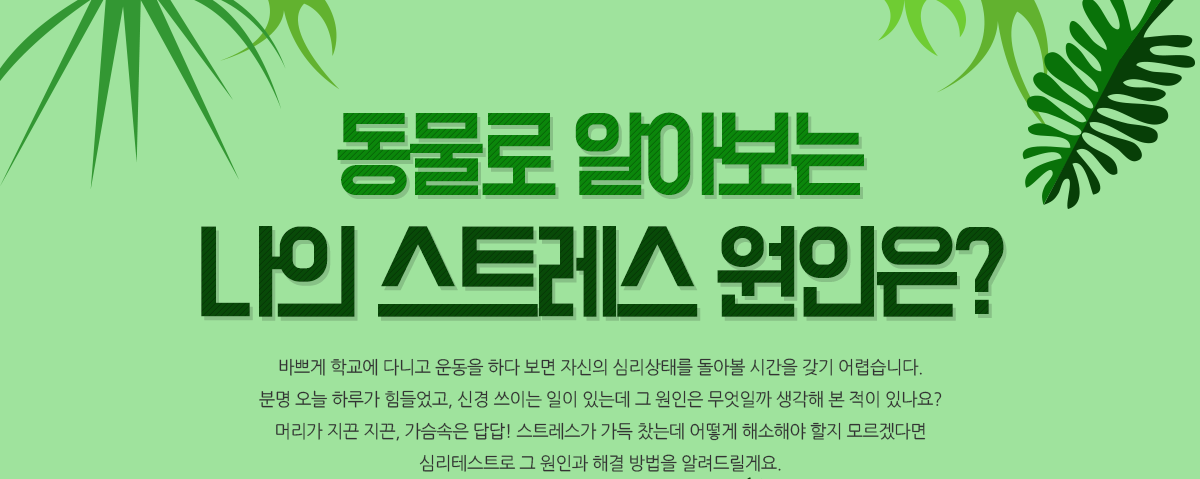 동물로 알아보는
나의 스트레스 원인은?
바쁘게 학교에 다니고 운동을 하다 보면 자신의 심리상태를 돌아볼 시간을 갖기 어렵습니다.
분명 오늘 하루가 힘들었고, 신경 쓰이는 일이 있는데 그 원인은 무엇일까 생각해 본 적이 있나요?
머리가 지끈 지끈, 가슴속은 답답! 스트레스가 가득 찼는데 어떻게 해소해야 할지 모르겠다면
심리테스트로 그 원인과 해결 방법을 알려드릴게요.